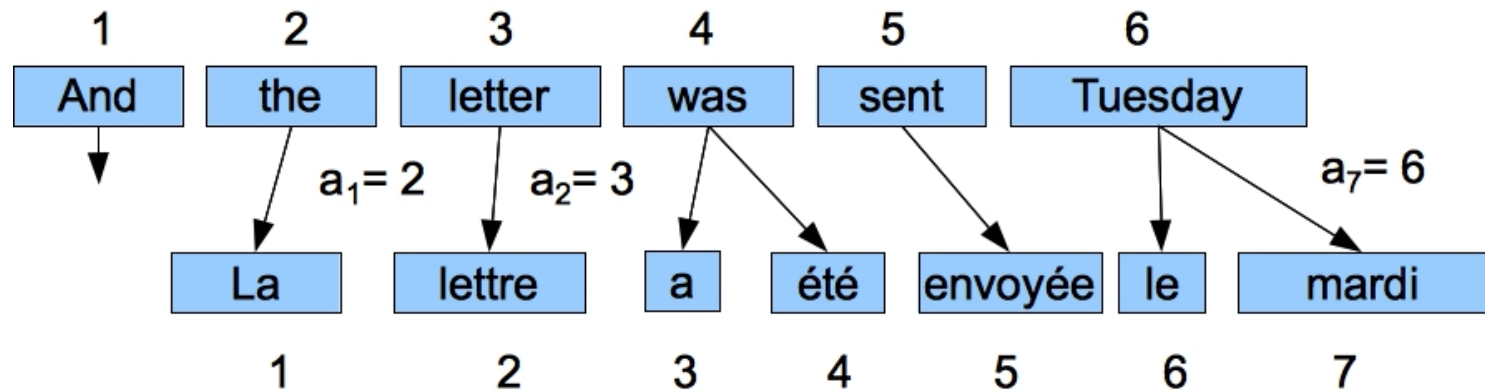 1 2 3 4 5 6
And the letter was sent Tuesday
a₁= 2 a₂= 3 a₇= 6
La lettre a été envoyée le mardi
1 2 3 4 5 6 7